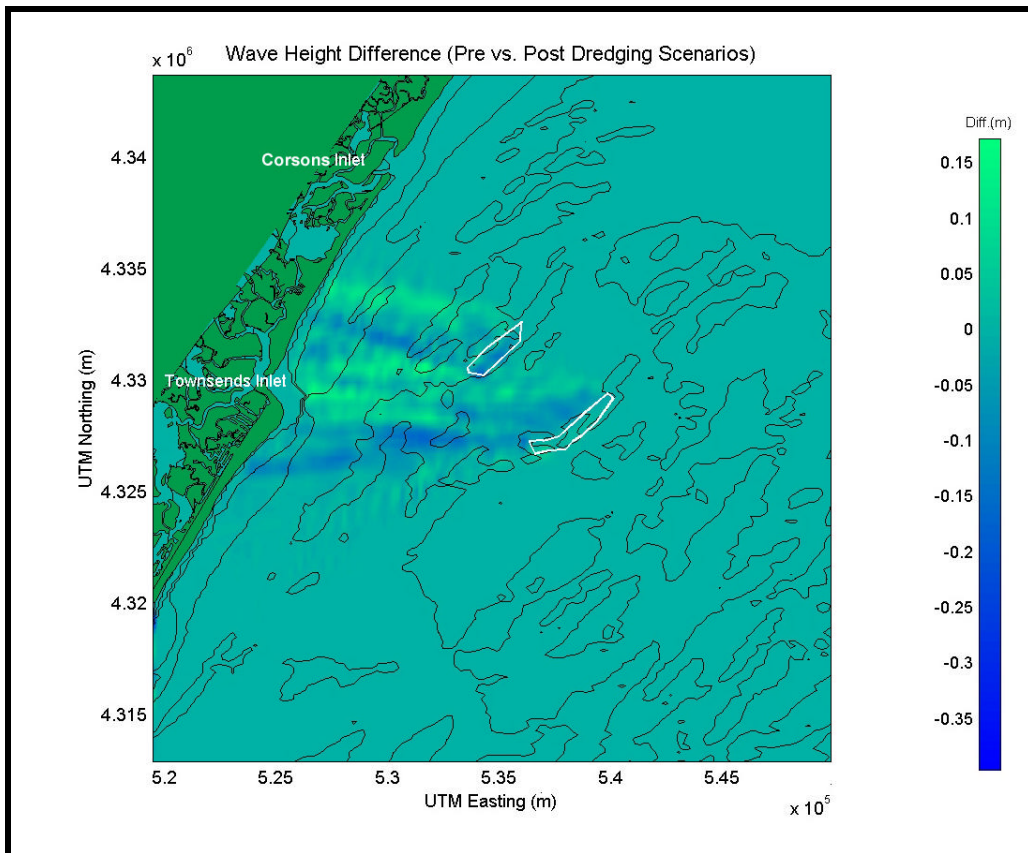 Wave Height Difference (Pre vs. Post Dredging Scenarios)
x 10^6
Diff.(m)
Corsons Inlet
Townsends Inlet
UTM Northing (m)
4.34
4.335
4.33
4.325
4.32
4.315
0.15
0.1
0.05
0
-0.05
-0.1
-0.15
-0.2
-0.25
-0.3
-0.35
5.2
5.25
5.3
5.35
5.4
5.45
UTM Easting (m)
x 10^5